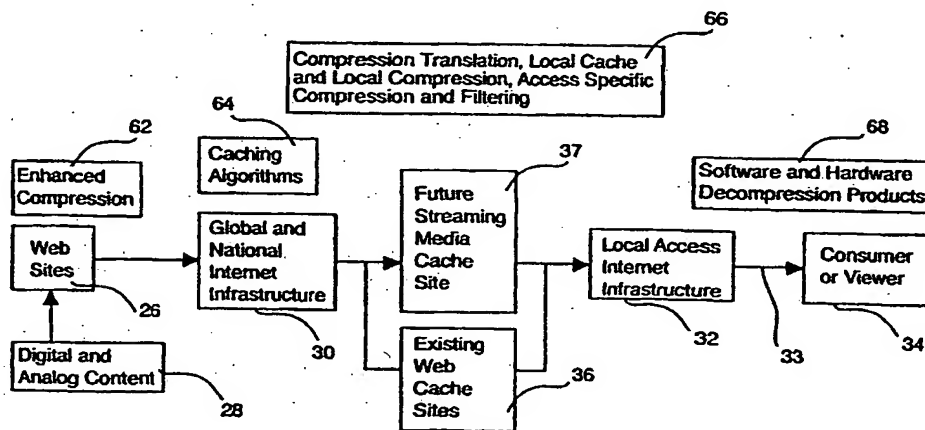 66
Compression Translation, Local Cache
and Local Compression, Access Specific
Compression and Filtering
64
62
Caching
Algorithms
37
68
Enhanced
Compression
Future
Streaming
Media
Cache
Site
Software and Hardware
Decompression Products
Web
Sites
Global and
National
Internet
Infrastructure
Local Access
Internet
Infrastructure
Consumer
or Viewer
26
30
32
33
34
Digital and
Analog Content
28
Existing
Web
Cache
Sites
36